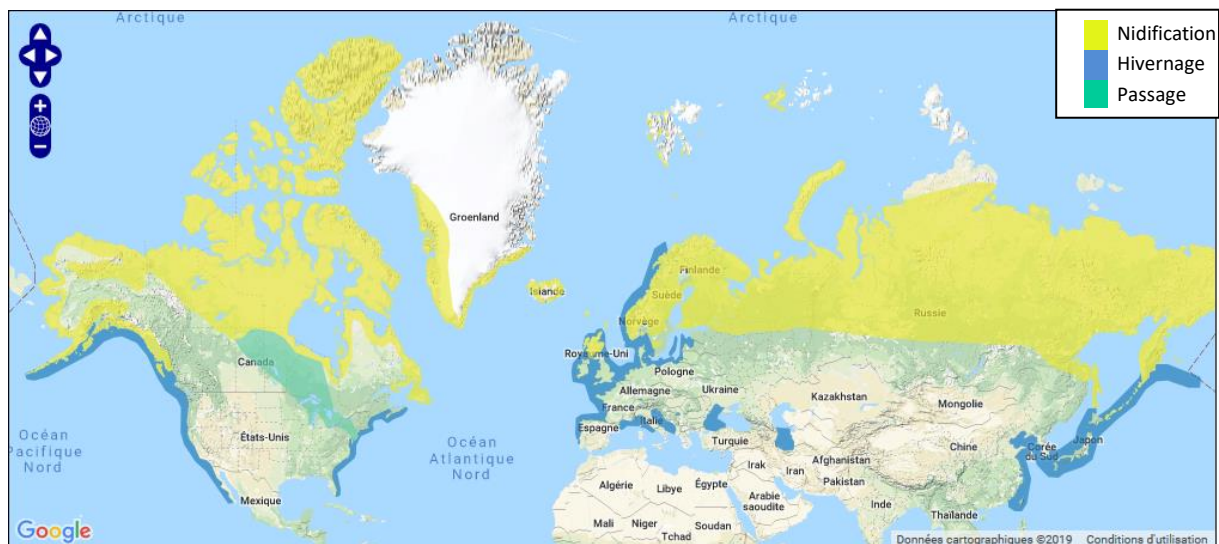 Arctique
Arctique
Nidification
Hivernage
Passage
Groenland
Islande
Finlande
Suède
Norvège
Russie
Canada
Royaume-Uni
Pologne
Allemagne
Ukraine
Kazakhstan
France
Mongolie
Italie
Océan
Pacifique
Nord
États-Unis
Océan
Atlantique
Nord
Espagne
Turquie
Chine
Corée
du Sud
Japon
Irak
Iran
Afghanistan
Pakistan
Mexique
Algérie
Libye
Égypte
Arabie
saoudite
Inde
Mali
Niger
Tchad
Soudan
Thaïlande
Google
Données cartographiques ©2019 Conditions d'utilisation